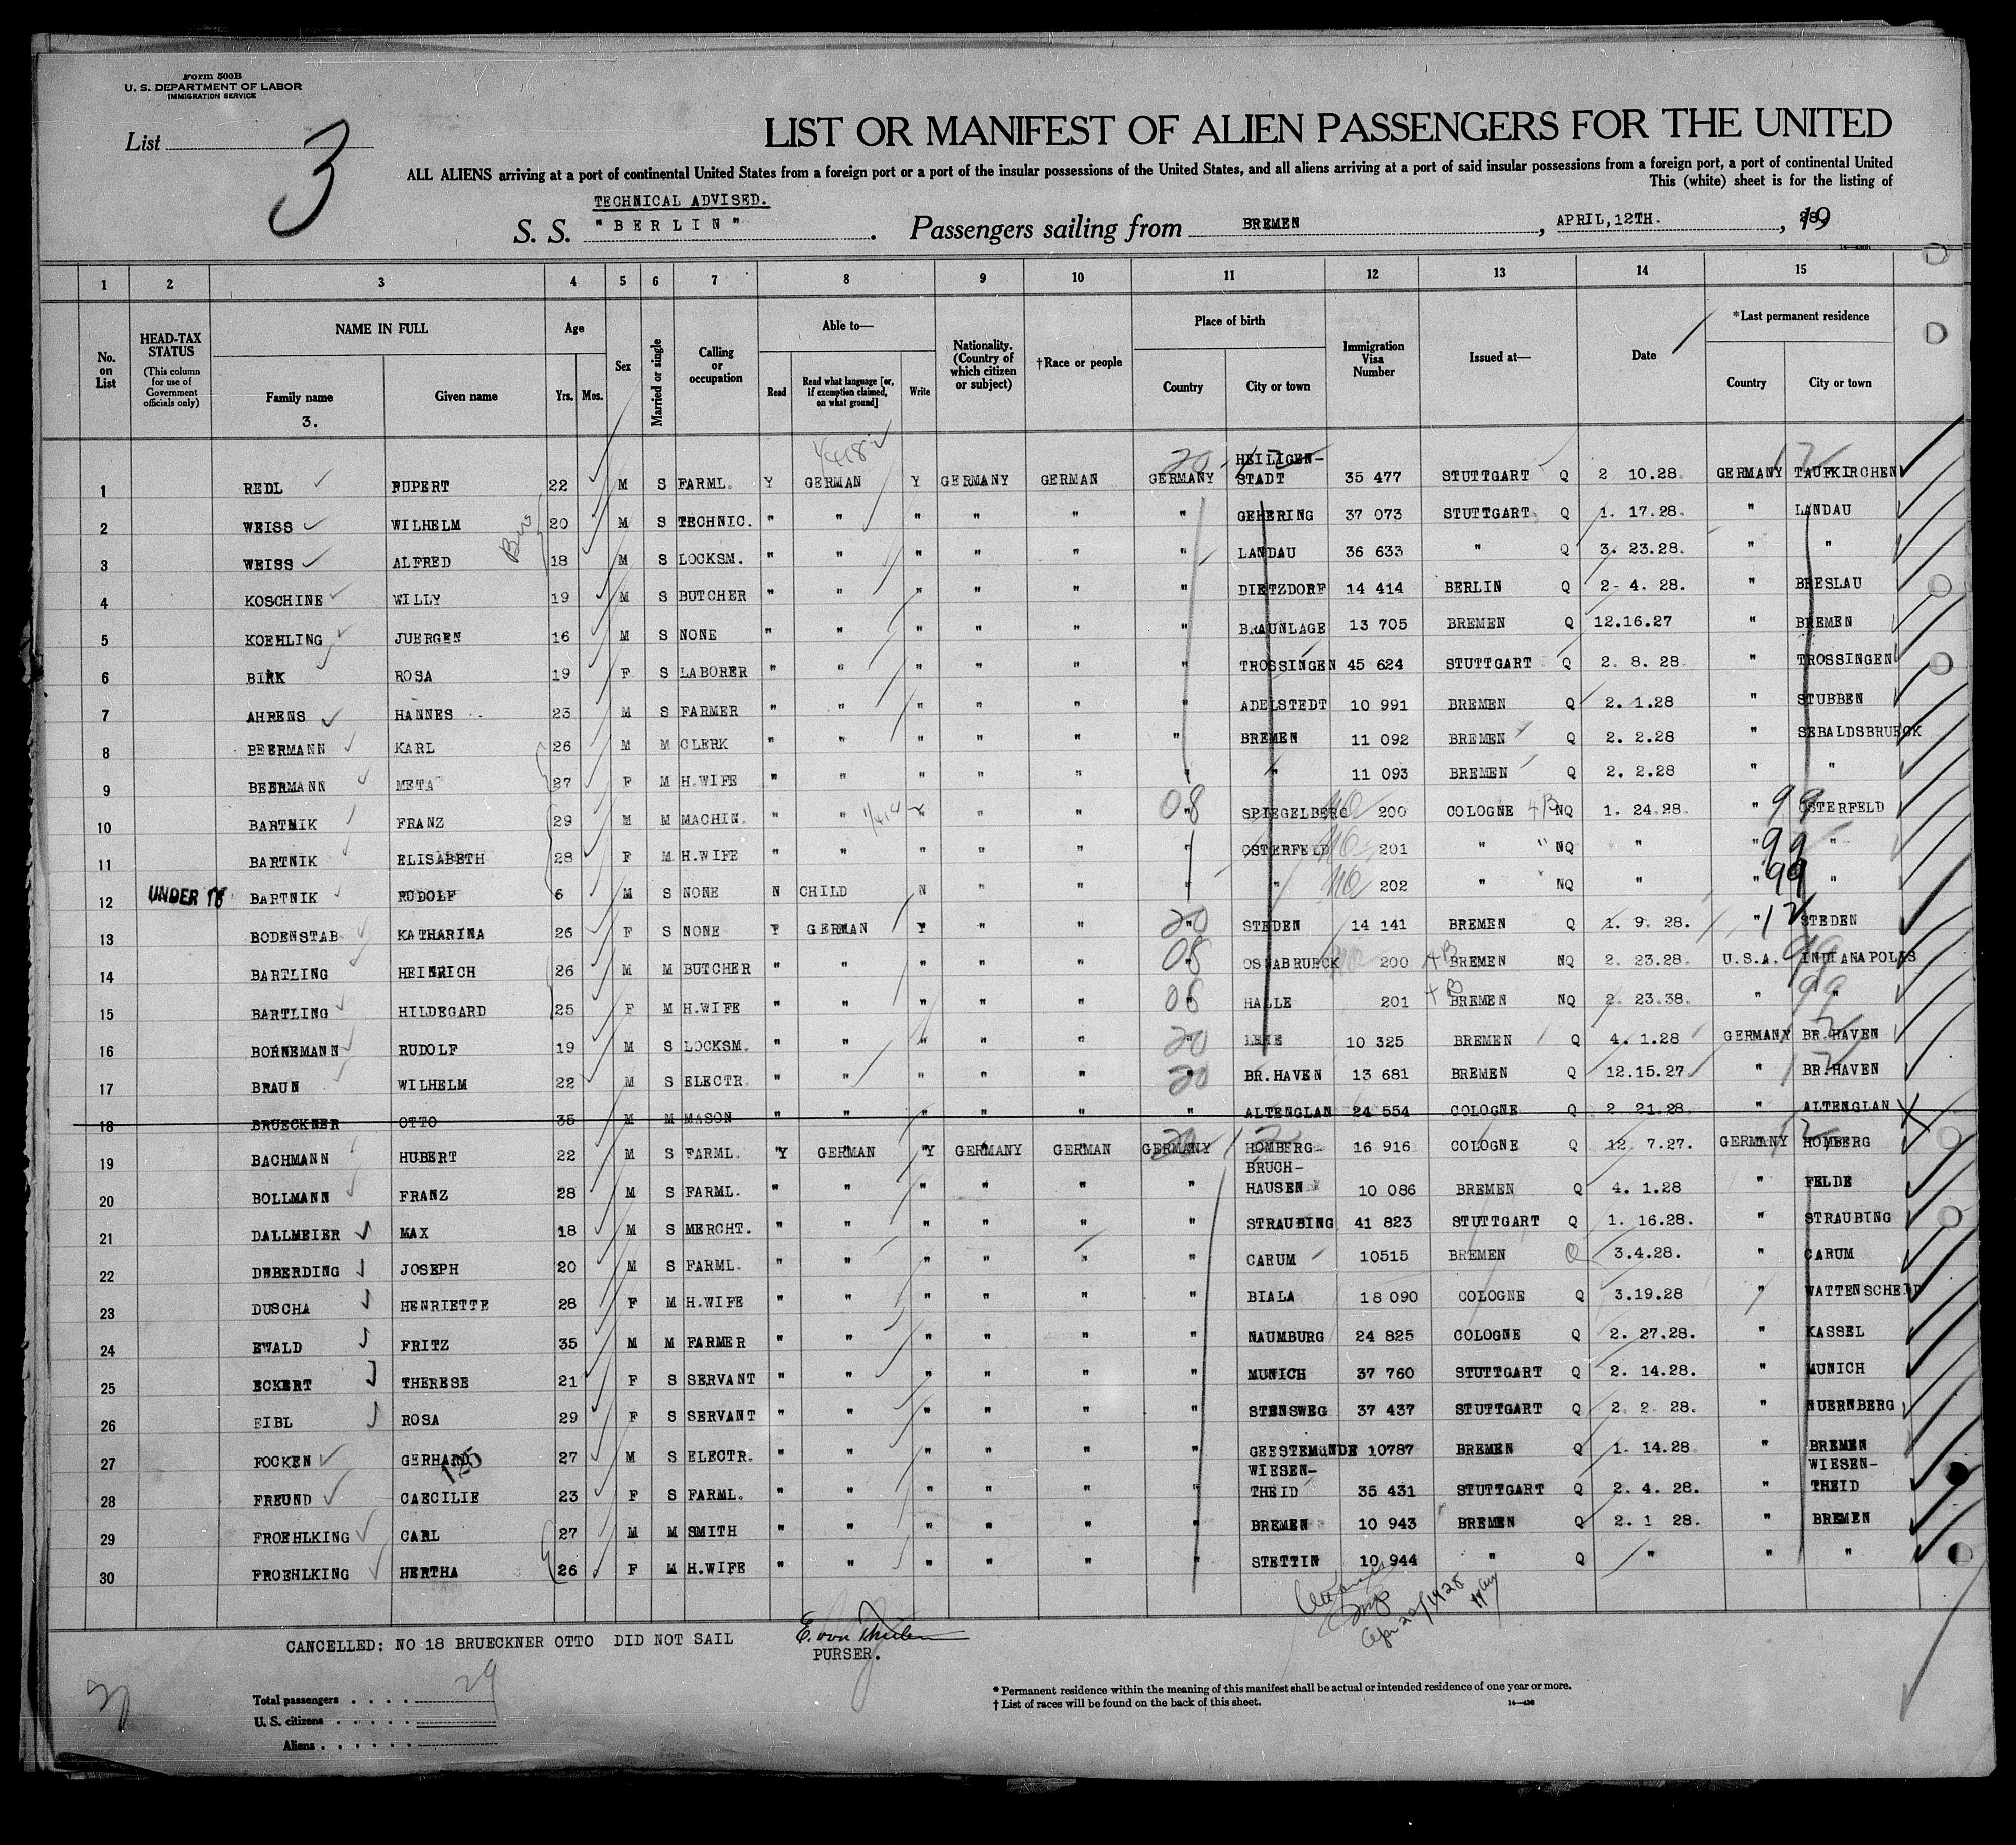 Form 500B
U. S. DEPARTMENT OF LABOR
IMMIGRATION SERVICE
List 3
LIST OR MANIFEST OF ALIEN PASSENGERS FOR THE UNITED
ALL ALIENS arriving at a port of continental United States from a foreign port or a port of the insular possessions of the United States, and all aliens arriving at a port of said insular possessions from a foreign port, a port of continental United
This (white) sheet is for the listing of
TECHNICAL ADVISED.
S. S. "BERLIN". Passengers sailing from BREMEN, APRIL, 12TH., 1928
1 2 3 4 5 6 7 8 9 10 11 12 13 14 15
No. on List
HEAD-TAX STATUS (This column for use of Government officials only)
NAME IN FULL
Family name
3.
Given name
Age
Yrs. Mos.
Sex
Married or single
Calling or occupation
Able to—
Read
Read what language [or, if exemption claimed, on what ground]
Write
Nationality. (Country of which citizen or subject)
†Race or people
Place of birth
Country
City or town
Immigration Visa Number
Issued at—
Date
*Last permanent residence
Country
City or town
1 REDL RUPERT 22 M S FARML. Y GERMAN Y GERMANY GERMAN GERMANY HEILIGEN-STADT 35 477 STUTTGART Q 2 10.28. GERMANY TAUFKIRCHEN
2 WEISS WILHELM 20 M S TECHNIC. " " " " " " GEHERING 37 073 STUTTGART Q 1. 17.28. " LANDAU
3 WEISS ALFRED 18 M S LOCKSM. " " " " " " LANDAU 36 633 " Q 3. 23.28. " "
4 KOSCHINE WILLY 19 M S BUTCHER " " " " " " DIETZDORF 14 414 BERLIN Q 2- 4. 28. " BRESLAU
5 KOEHLING JUERGEN 16 M S NONE " " " " " " BRAUNLAGE 13 705 BREMEN Q 12.16.27 " BREMEN
6 BIRK ROSA 19 F S LABORER " " " " " " TROSSINGEN 45 624 STUTTGART Q 2. 8. 28. " TROSSINGEN
7 AHRENS HANNES 23 M S FARMER " " " " " " ADELSTEDT 10 991 BREMEN Q 2. 1.28 " STUBBEN
8 BEERMANN KARL 26 M M CLERK " " " " " " BREMEN 11 092 BREMEN Q 2. 2.28 " SEBALDSBRUECK
9 BEERMANN META 27 F M H.WIFE " " " " " " " 11 093 BREMEN Q 2. 2.28 " "
10 BARTNIK FRANZ 29 M M MACHIN. " " " " " 08 SPIEGELBERG 200 COLOGNE 4B NQ 1. 24.28. " 99 OSTERFELD
11 BARTNIK ELISABETH 28 F M H.WIFE " " " " " " OSTERFELD 201 " " NQ " " 99 "
12 UNDER 16 BARTNIK RUDOLF 6 M S NONE N CHILD N " " " " 202 " NQ " " 99 "
13 BODENSTAB KATHARINA 26 F S NONE Y GERMAN Y " " 20 STEDEN 14 141 BREMEN Q 1. 9. 28. " 12 STEDEN
14 BARTLING HEINRICH 26 M M BUTCHER " " " " " 08 OSNABRUECK 200 4B BREMEN NQ 2. 23.28. U.S.A. 99 INDIANAPOLIS
15 BARTLING HILDEGARD 25 F M H.WIFE " " " " " 08 HALLE 201 4B BREMEN NQ 2. 23.38. " 99 "
16 BORNEMANN RUDOLF 19 M S LOCKSM. " " " " " 20 LEHE 10 325 BREMEN Q 4. 1.28 GERMANY 12 BR.HAVEN
17 BRAUN WILHELM 22 M S ELECTR. " " " " " 20 BR.HAVEN 13 681 BREMEN Q 12.15.27. " 12 BR.HAVEN
18 BRUECKNER OTTO 35 M M MASON " " " " " " ALTENGLAN 24 554 COLOGNE Q 2 21.28. " ALTENGLAN
19 BACHMANN HUBERT 22 M S FARML. "Y GERMAN "Y GERMANY GERMAN GERMANY HOMBERG 16 916 COLOGNE Q 12. 7.27. GERMANY HOMBERG
20 BOLLMANN FRANZ 28 M S FARML. " " " " " " BRUCH-HAUSEN 10 086 BREMEN Q 4. 1.28 " FELDE
21 DALLMEIER MAX 18 M S MERCHT. " " " " " " STRAUBING 41 823 STUTTGART Q 1. 16.28. " STRAUBING
22 DEBERDING JOSEPH 20 M S FARML. " " " " " " CARUM 10515 BREMEN Q 3.4.28. " CARUM
23 DUSCHA HENRIETTE 28 F M H.WIFE " " " " " " BIALA 18 090 COLOGNE Q 3.19.28 " WATTENSCHEID
24 EWALD FRITZ 35 M M FARMER " " " " " " NAUMBURG 24 825 COLOGNE Q 2. 27.28. " KASSEL
25 ECKERT THERESE 21 F S SERVANT " " " " " " MUNICH 37 760 STUTTGART Q 2. 14.28. " MUNICH
26 EIBL ROSA 29 F S SERVANT " " " " " " STENSWEG 37 437 STUTTGART Q 2. 2. 28. " NUERNBERG
27 FOCKEN GERHARD 27 M S ELECTR. " " " " " " GEESTEMÜNDE 10787 BREMEN Q 1. 14.28 " BREMEN
28 FREUND CAECILIE 23 F S FARML. " " " " " " WIESEN-THEID 35 431 STUTTGART Q 2. 4. 28. " WIESEN-THEID
29 FROEHLKING CARL 27 M M SMITH " " " " " " BREMEN 10 943 BREMEN Q 2. 1 28. " BREMEN
30 FROEHLKING HERTHA 26 F M H.WIFE " " " " " " STETTIN 10 944 " Q " " "
CANCELLED: NO 18 BRUECKNER OTTO DID NOT SAIL
PURSER.
Total passengers . . . . 29
U. S. citizens . . . . .
Aliens . . . . . .
* Permanent residence within the meaning of this manifest shall be actual or intended residence of one year or more.
† List of races will be found on the back of this sheet.
14—436